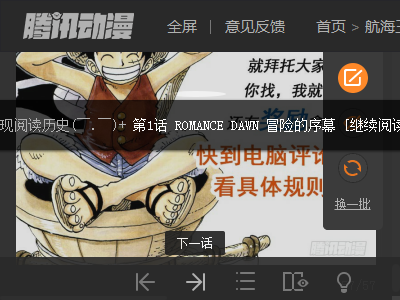 腾讯动漫
全屏 | 意见反馈 首页 > 航海王
就拜托大家
你找，我就
现阅读历史(￣.￣)+ 第1话 ROMANCE DAWN 冒险的序幕 [继续阅读
快到电脑评论
看具体规则
换一批
下一话
腾讯动漫